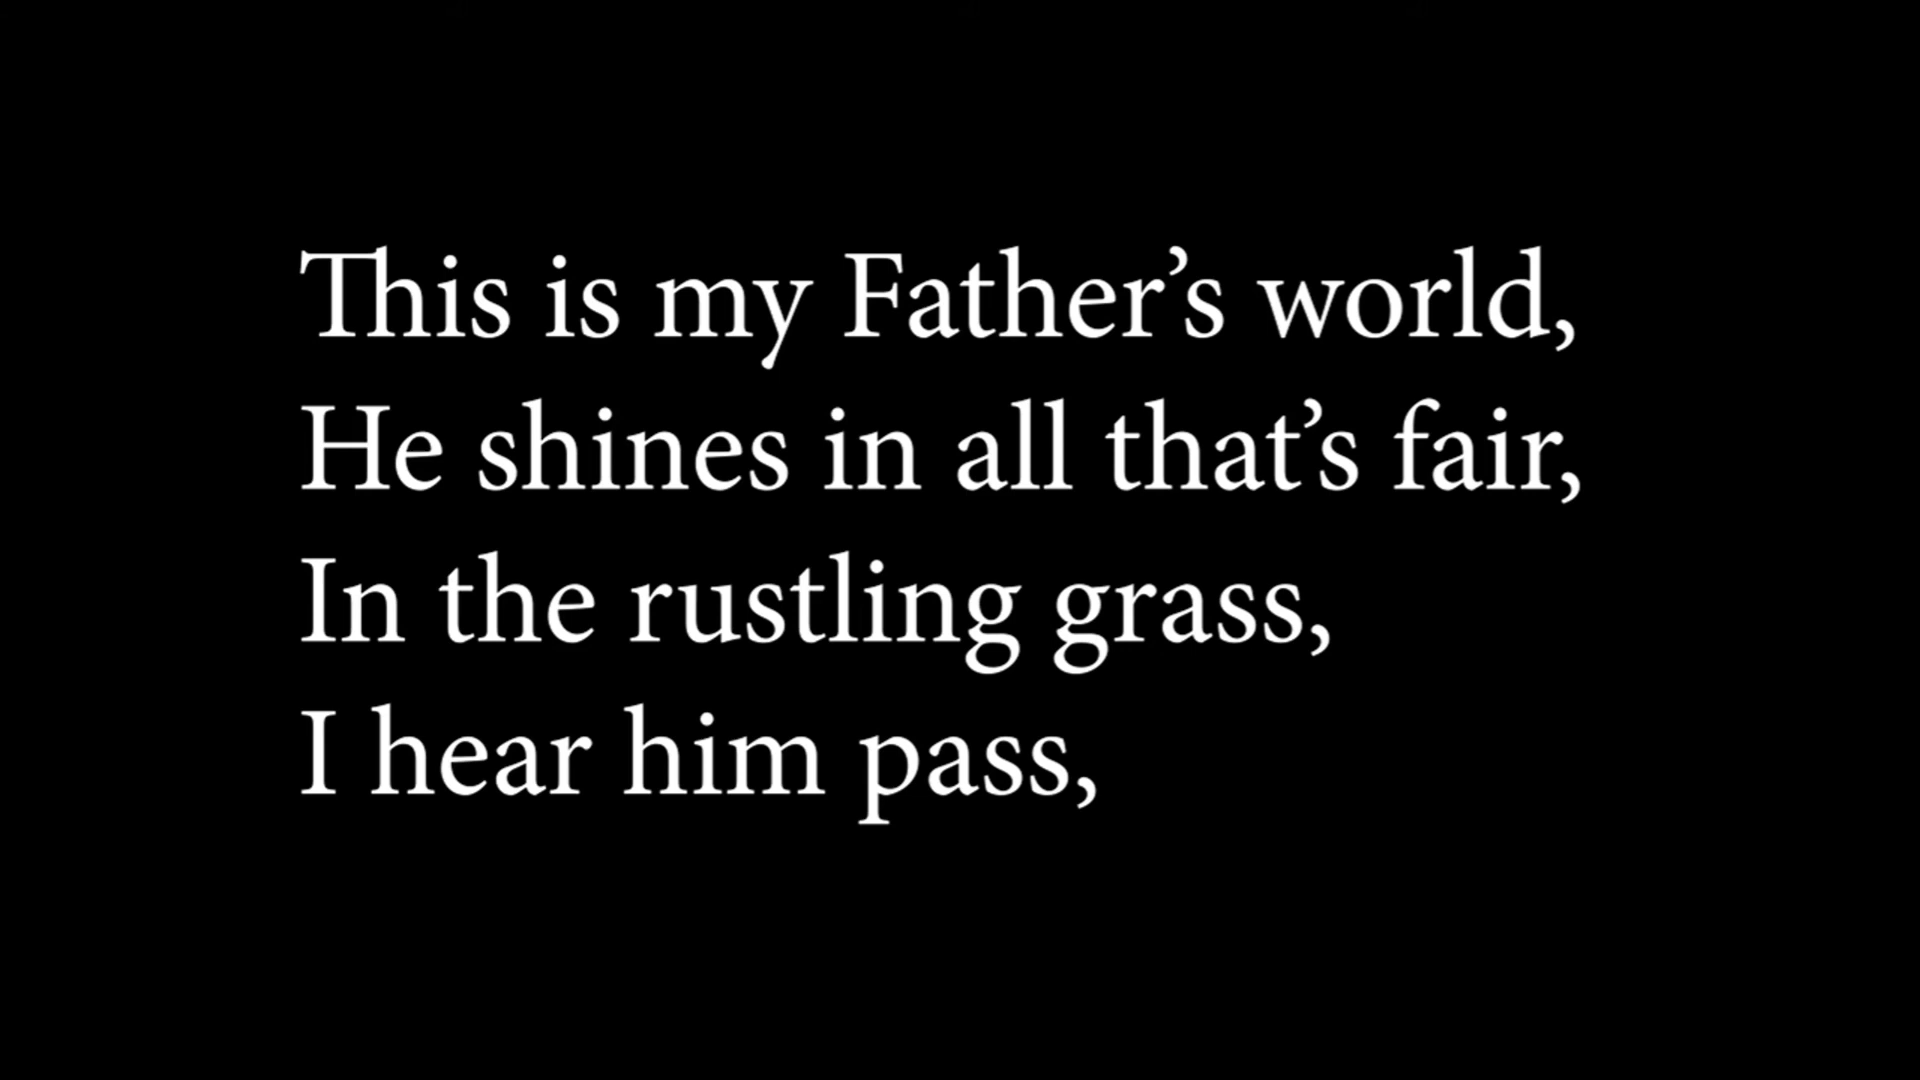 This is my Father’s world,
He shines in all that’s fair,
In the rustling grass,
I hear him pass,